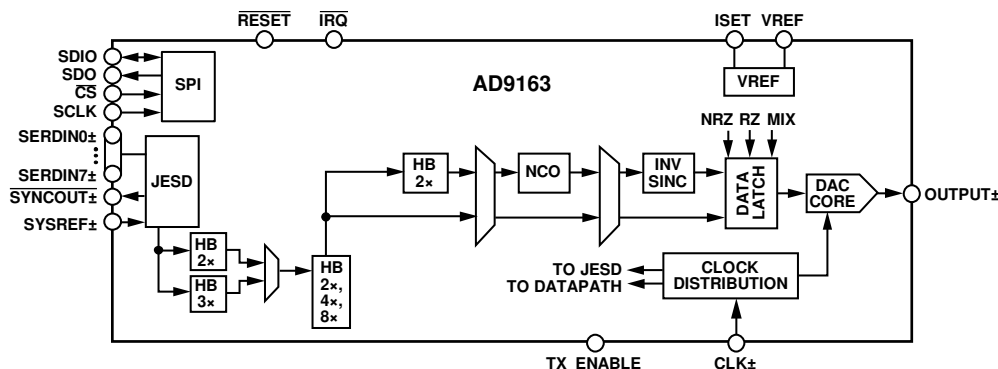 RESET
IRQ
ISET
VREF
SDIO
SDO
CS
SCLK
SPI
AD9163
VREF
SERDIN0±
SERDIN7±
SYNCOUT±
SYSREF±
JESD
NRZ RZ MIX
HB
2×
NCO
INV
SINC
DATA
LATCH
DAC
CORE
OUTPUT±
HB
2×
HB
3×
HB
2×,
4×,
8×
TO JESD
TO DATAPATH
CLOCK
DISTRIBUTION
TX ENABLE
CLK±